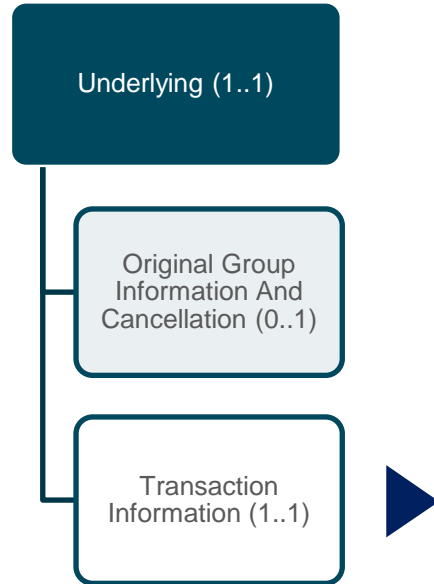 Underlying (1..1)
Original Group
Information And
Cancellation (0..1)
Transaction
Information (1..1)